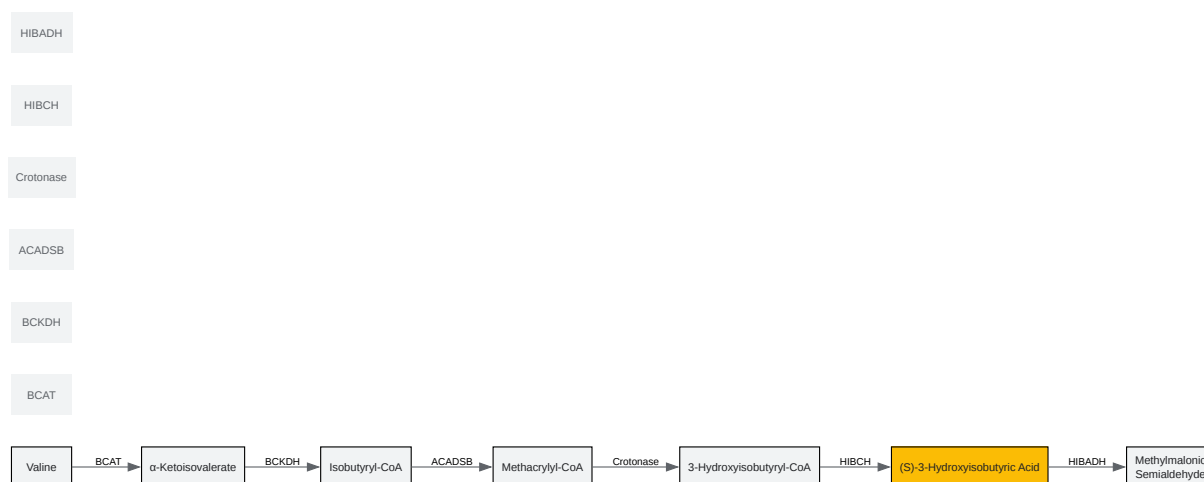 HIBADH
HIBCH
Crotonase
ACADSB
BCKDH
BCAT
Valine
BCAT
α-Ketoisovalerate
BCKDH
Isobutyryl-CoA
ACADSB
Methacrylyl-CoA
Crotonase
3-Hydroxyisobutyryl-CoA
HIBCH
(S)-3-Hydroxyisobutyric Acid
HIBADH
Methylmalonic
Semialdehyde